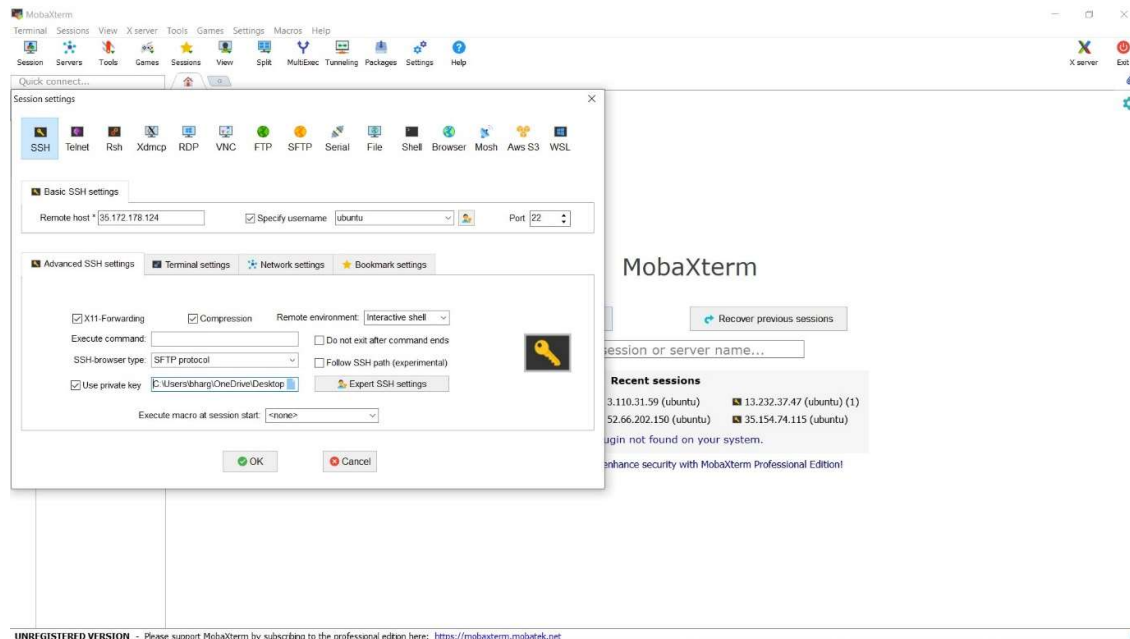 MobaXterm
Terminal Sessions View X server Tools Games Settings Macros Help
Session Servers Tools Games Sessions View Split MultiExec Tunneling Packages Settings Help X server Exit
Quick connect...
Session settings
SSH Telnet Rsh Xdmcp RDP VNC FTP SFTP Serial File Shell Browser Mosh Aws S3 WSL
Basic SSH settings
Remote host * 35.172.178.124 Specify username ubuntu Port 22
Advanced SSH settings Terminal settings Network settings Bookmark settings
X11-Forwarding Compression Remote environment: Interactive shell
Execute command: Do not exit after command ends
SSH-browser type: SFTP protocol Follow SSH path (experimental)
Use private key C:\Users\bharg\OneDrive\Desktop Expert SSH settings
Execute macro at session start: <none>
OK Cancel
MobaXterm
Recover previous sessions
session or server name...
Recent sessions
3.110.31.59 (ubuntu) 13.232.37.47 (ubuntu) (1)
52.66.202.150 (ubuntu) 35.154.74.115 (ubuntu)
ugin not found on your system.
enhance security with MobaXterm Professional Edition!
UNREGISTERED VERSION - Please support MobaXterm by subscribing to the professional edition here: https://mobaxterm.mobatek.net